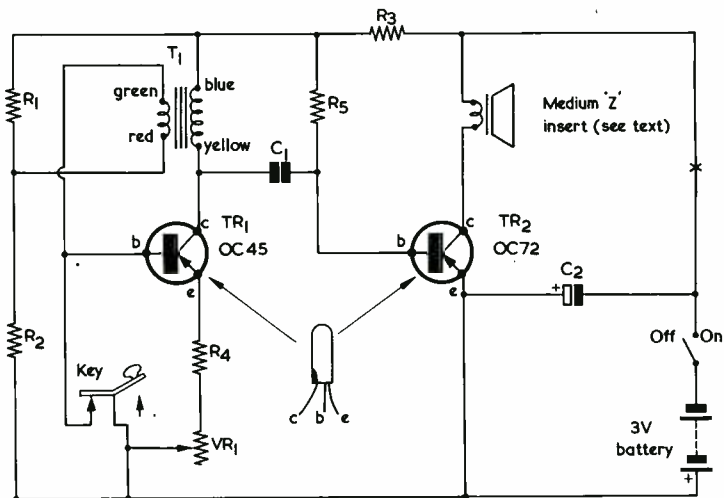 R3
T1
R1
green
blue
R5
Medium 'Z'
insert (see text)
red
yellow
C1
c
TR1
b
OC45
e
c
TR2
b
OC72
e
C2
+
R2
Off
On
Key
R4
c
b
e
VR1
3V
battery
+